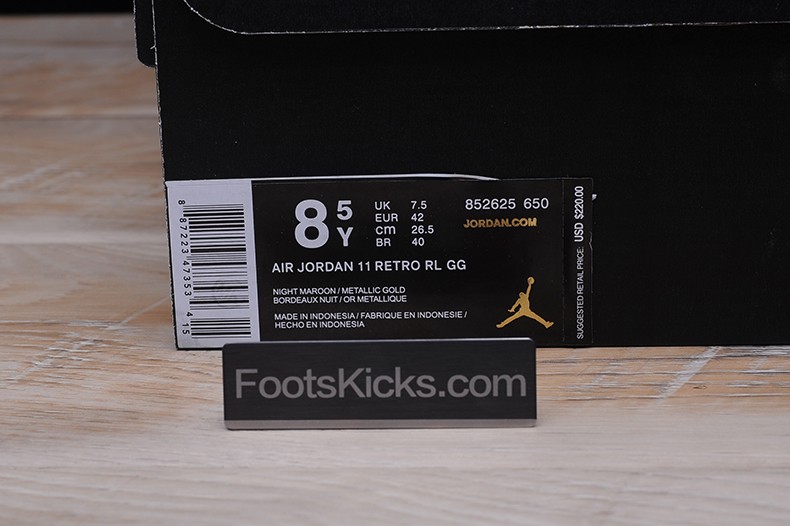 8 87223 47353 4 15
8 5 Y
UK 7.5
EUR 42
cm 26.5
BR 40
852625 650
JORDAN.COM
AIR JORDAN 11 RETRO RL GG
NIGHT MAROON / METALLIC GOLD
BORDEAUX NUIT / OR METALLIQUE
MADE IN INDONESIA / FABRIQUE EN INDONESIE /
HECHO EN INDONESIA
SUGGESTED RETAIL PRICE: USD $220.00
FootsKicks.com